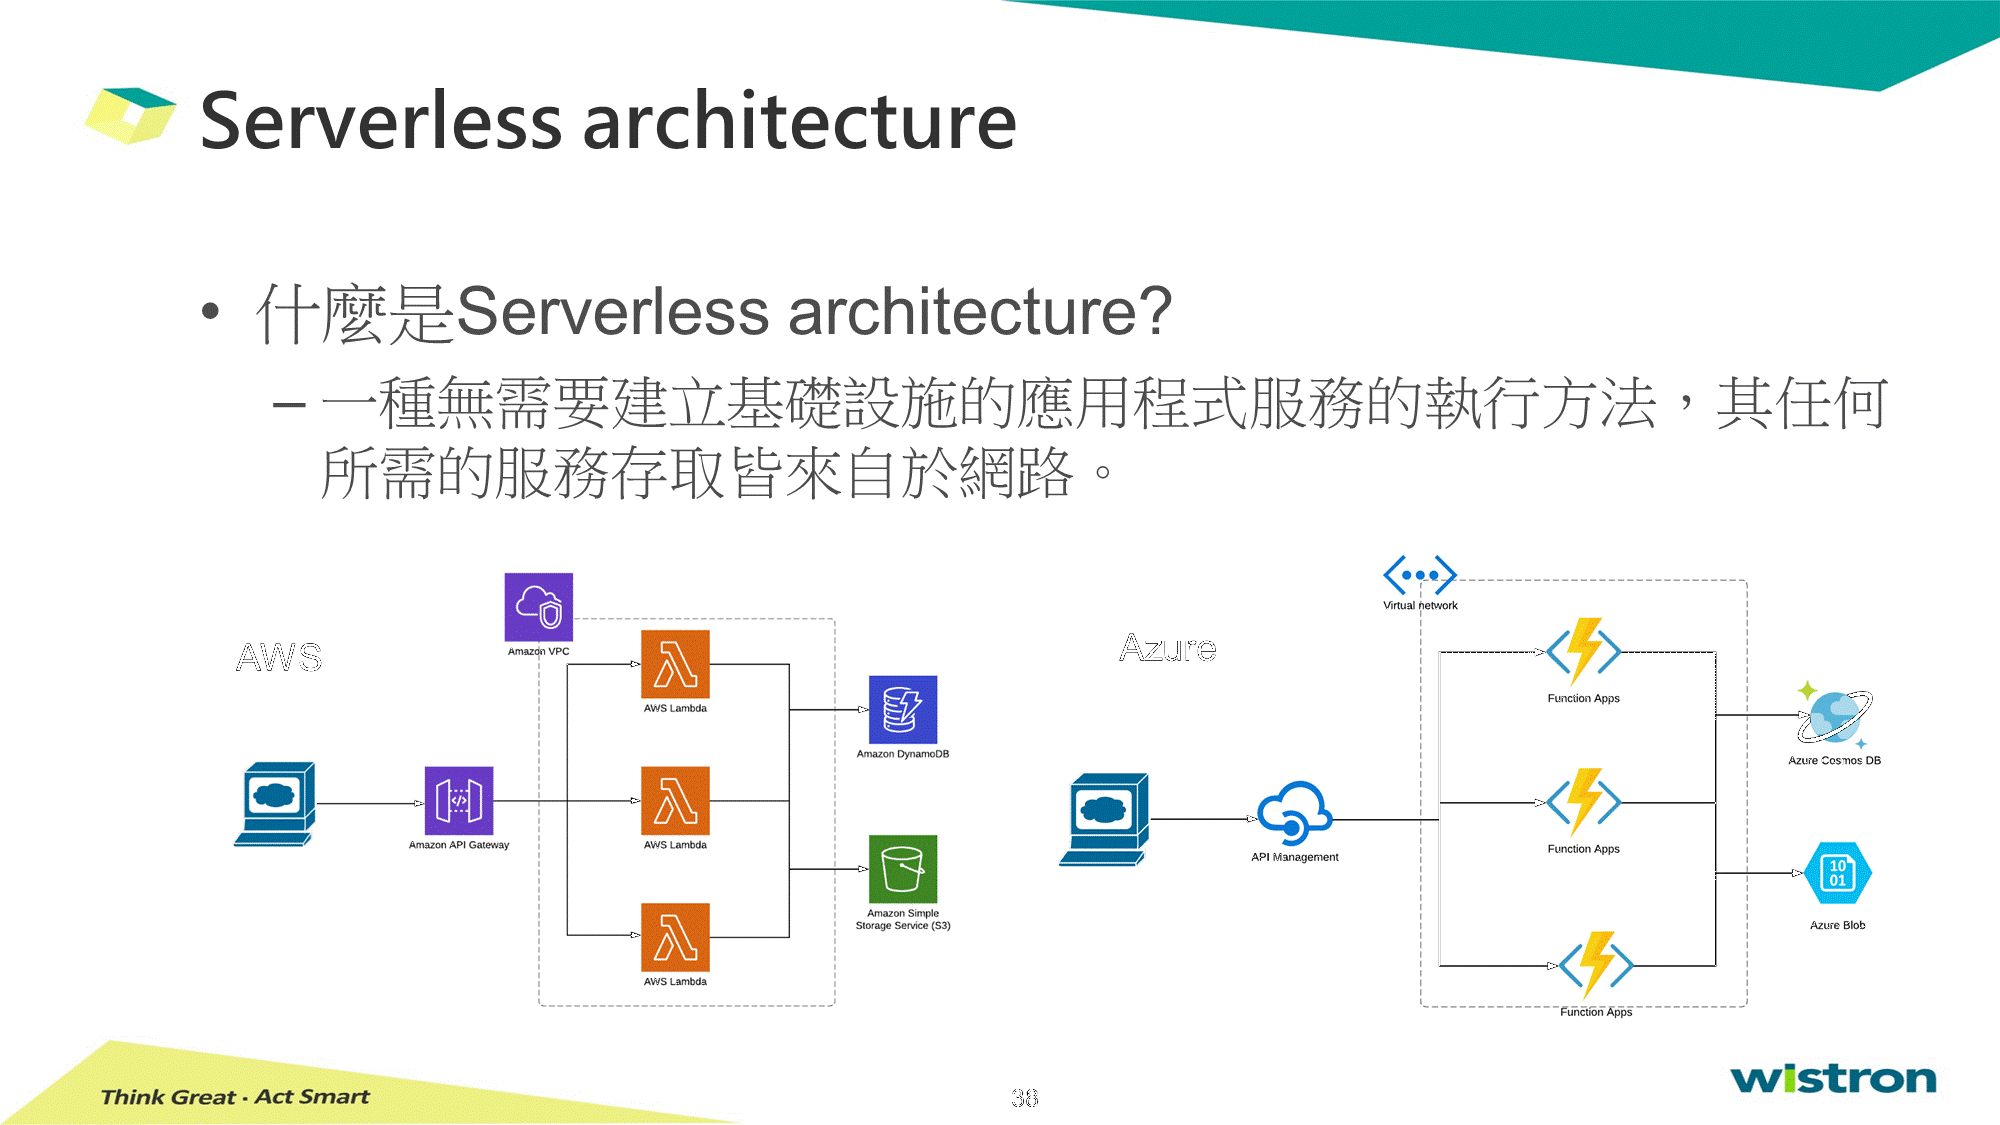 Serverless architecture
• 什麼是Serverless architecture?
– 一種無需要建立基礎設施的應用程式服務的執行方法，其任何
所需的服務存取皆來自於網路。
AWS
Amazon VPC
AWS Lambda
Amazon DynamoDB
Amazon API Gateway
AWS Lambda
Amazon Simple
Storage Service (S3)
AWS Lambda
Azure
Virtual network
Function Apps
Azure Cosmos DB
API Management
Function Apps
10
01
Azure Blob
Function Apps
Think Great · Act Smart
38
wistron